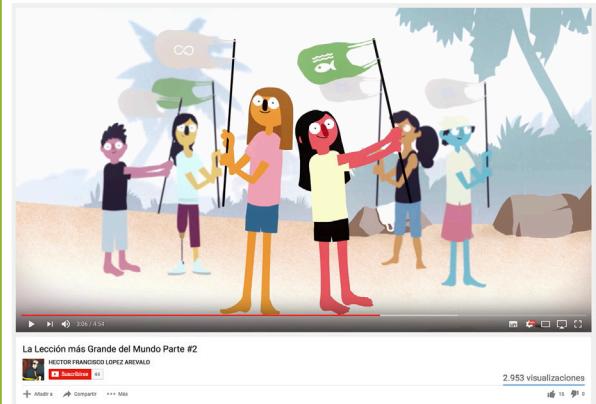 3:06 / 4:54
La Lección más Grande del Mundo Parte #2
HECTOR FRANCISCO LOPEZ AREVALO
Suscribirse 46
2.953 visualizaciones
Añadir a Compartir Más
15 0